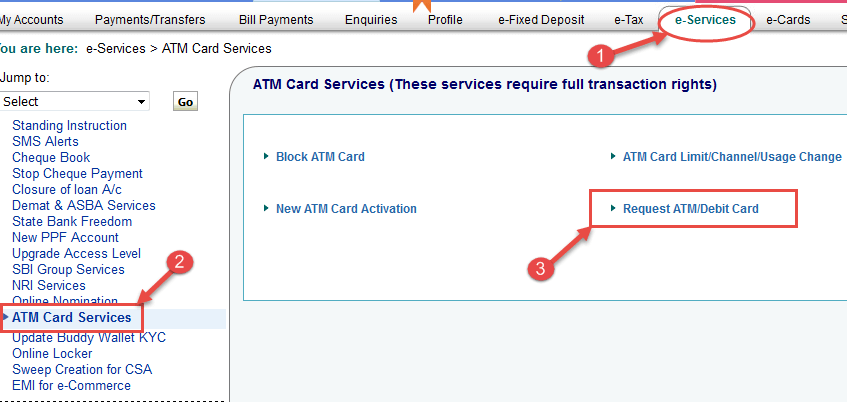 My Accounts Payments/Transfers Bill Payments Enquiries Profile e-Fixed Deposit e-Tax e-Services e-Cards S
You are here: e-Services > ATM Card Services
1
Jump to:
Select Go
ATM Card Services (These services require full transaction rights)
Standing Instruction
SMS Alerts
Cheque Book
Stop Cheque Payment
Closure of loan A/c
Demat & ASBA Services
State Bank Freedom
New PPF Account
Upgrade Access Level
SBI Group Services
NRI Services
Online Nomination
ATM Card Services
Update Buddy Wallet KYC
Online Locker
Sweep Creation for CSA
EMI for e-Commerce
2
Block ATM Card
ATM Card Limit/Channel/Usage Change
New ATM Card Activation
Request ATM/Debit Card
3